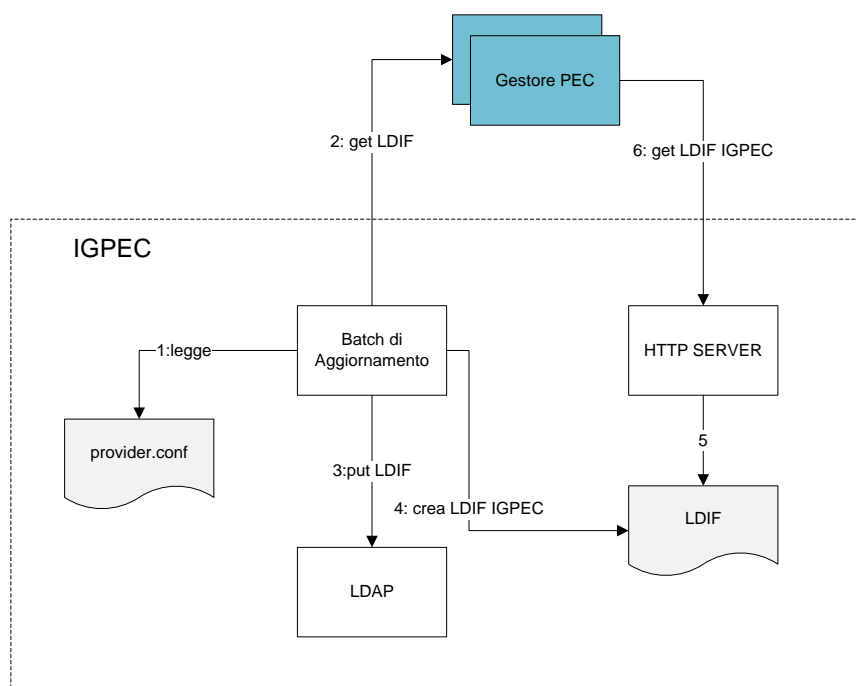 Gestore PEC
2: get LDIF
6: get LDIF IGPEC
IGPEC
Batch di
Aggiornamento
HTTP SERVER
1:legge
provider.conf
3:put LDIF
5
4: crea LDIF IGPEC
LDIF
LDAP